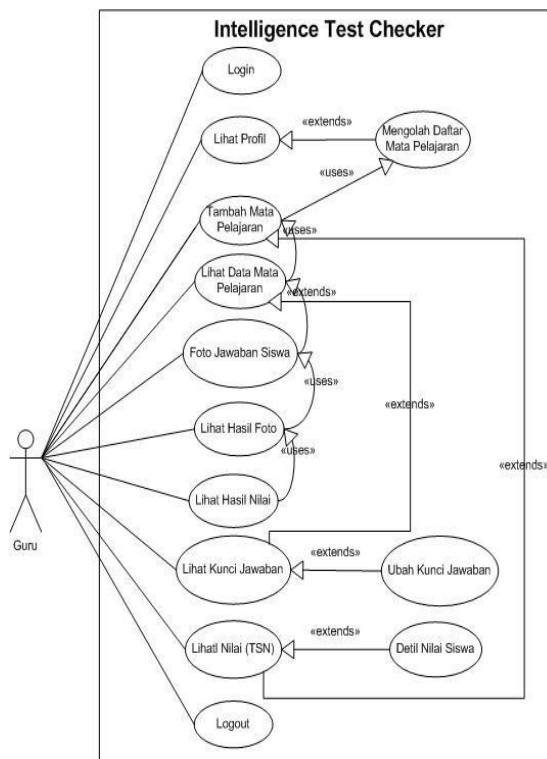 Intelligence Test Checker
Login
Lihat Profil
«extends»
Mengolah Daftar
Mata Pelajaran
«uses»
Tambah Mata
Pelajaran
«uses»
Lihat Data Mata
Pelajaran
«extends»
Foto Jawaban Siswa
«uses»
«extends»
Lihat Hasil Foto
«uses»
«extends»
Guru
Lihat Hasil Nilai
Lihat Kunci Jawaban
«extends»
Ubah Kunci Jawaban
Lihatl Nilai (TSN)
«extends»
Detil Nilai Siswa
Logout